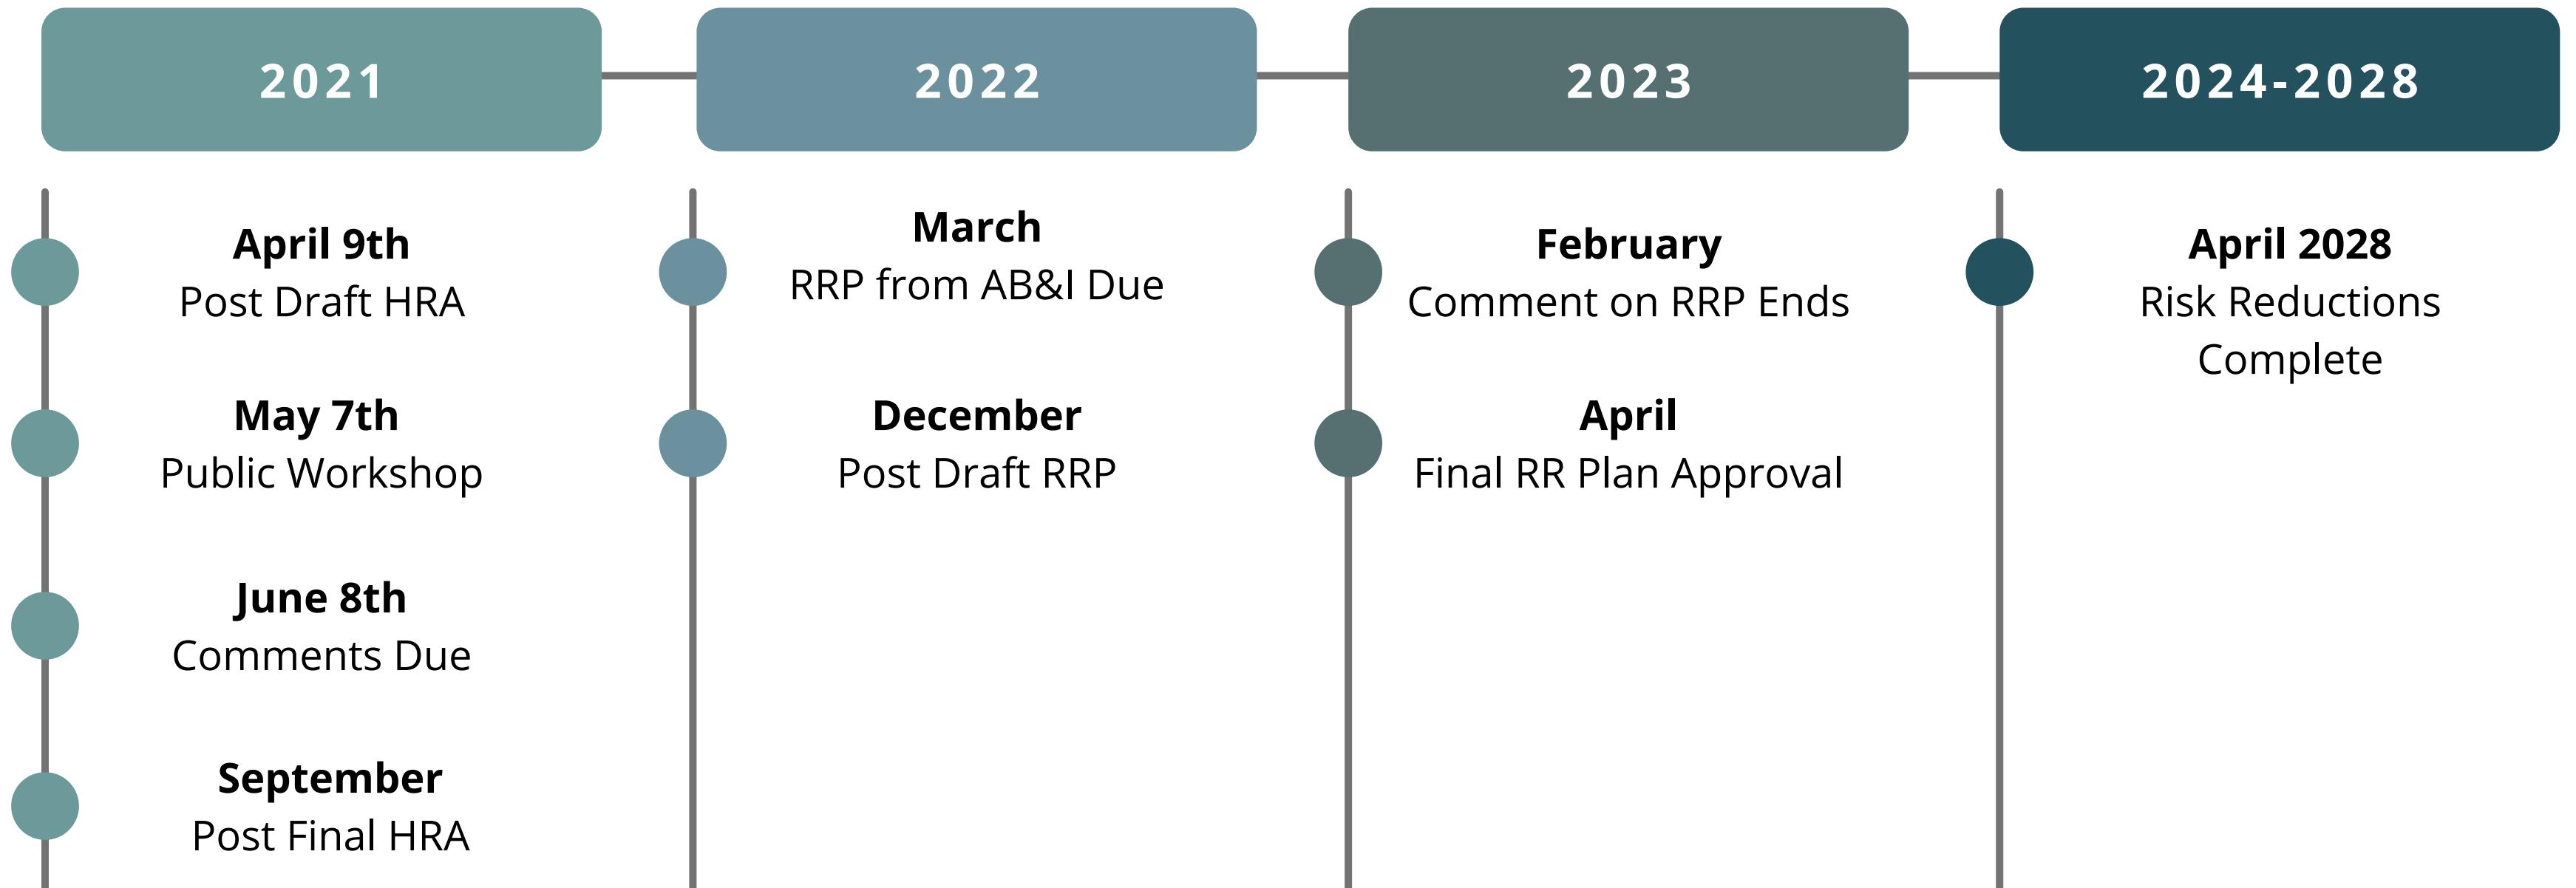 2021
April 9th
Post Draft HRA
May 7th
Public Workshop
June 8th
Comments Due
September
Post Final HRA
2022
March
RRP from AB&I Due
December
Post Draft RRP
2023
February
Comment on RRP Ends
April
Final RR Plan Approval
2024-2028
April 2028
Risk Reductions
Complete